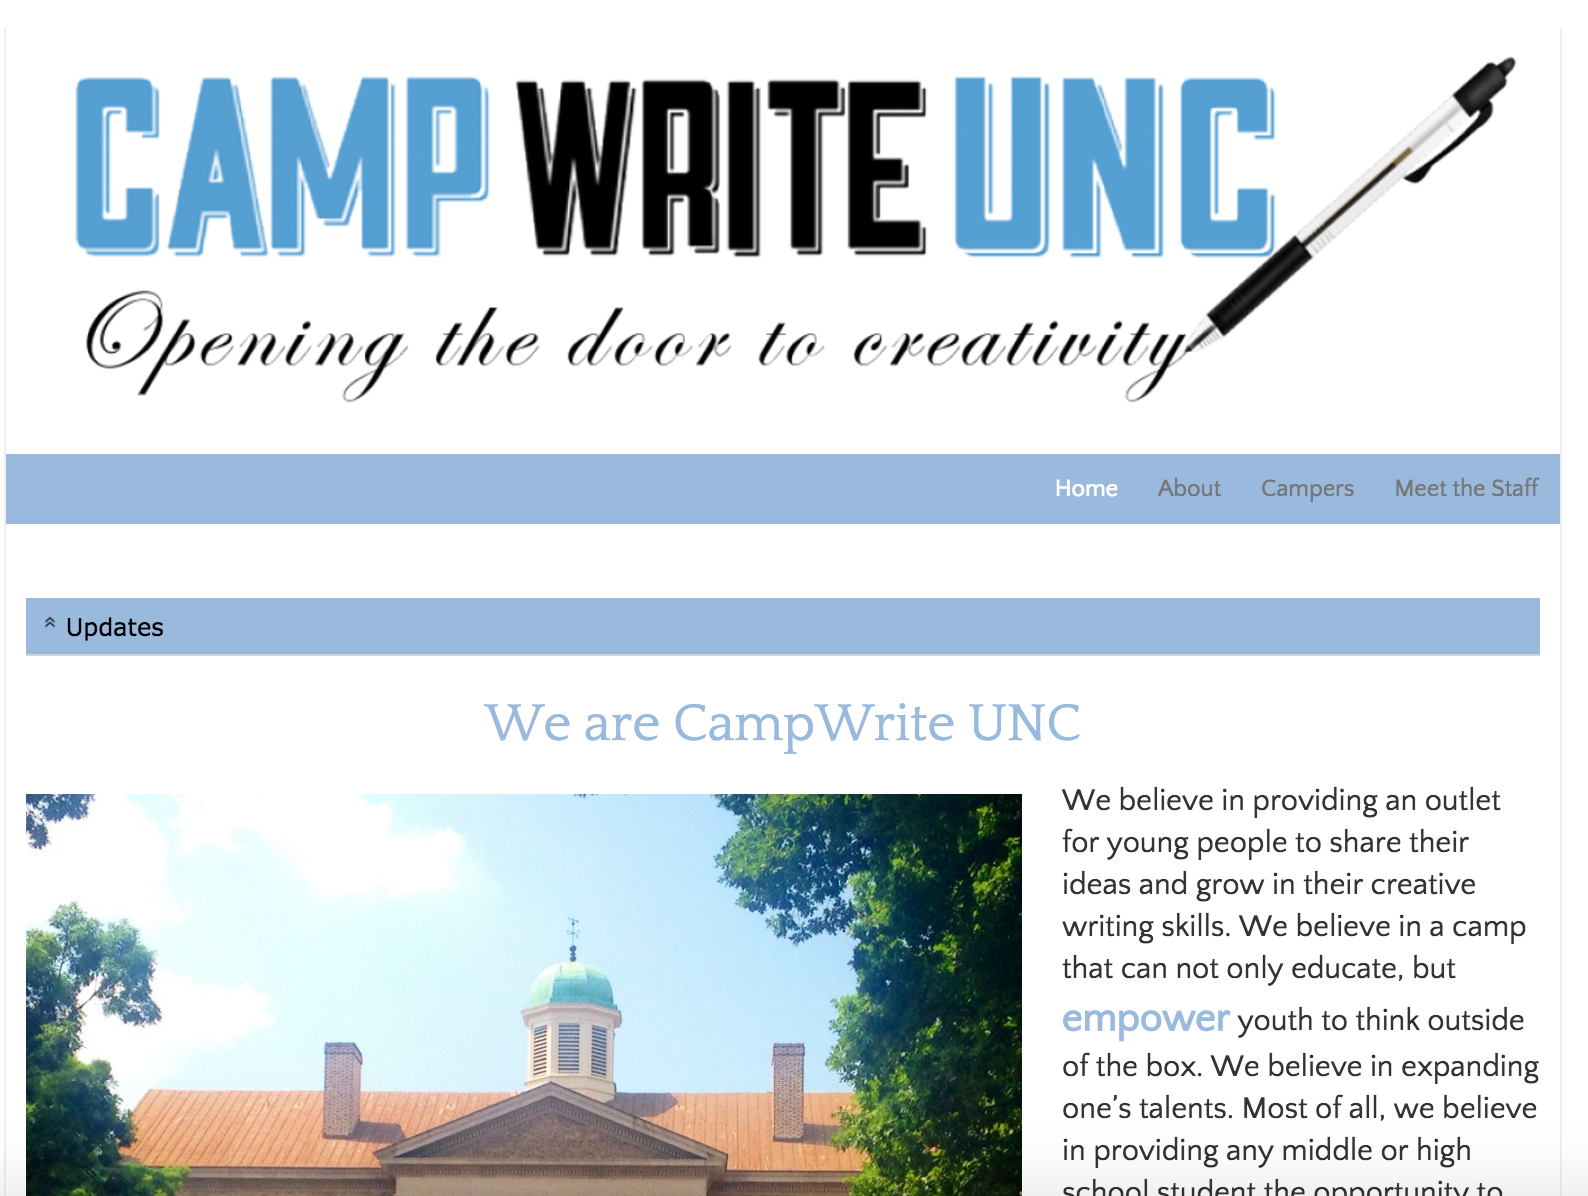 CAMP WRITE UNC
Opening the door to creativity
Home About Campers Meet the Staff
Updates
We are CampWrite UNC
We believe in providing an outlet
for young people to share their
ideas and grow in their creative
writing skills. We believe in a camp
that can not only educate, but
empower youth to think outside
of the box. We believe in expanding
one’s talents. Most of all, we believe
in providing any middle or high
school student the opportunity to